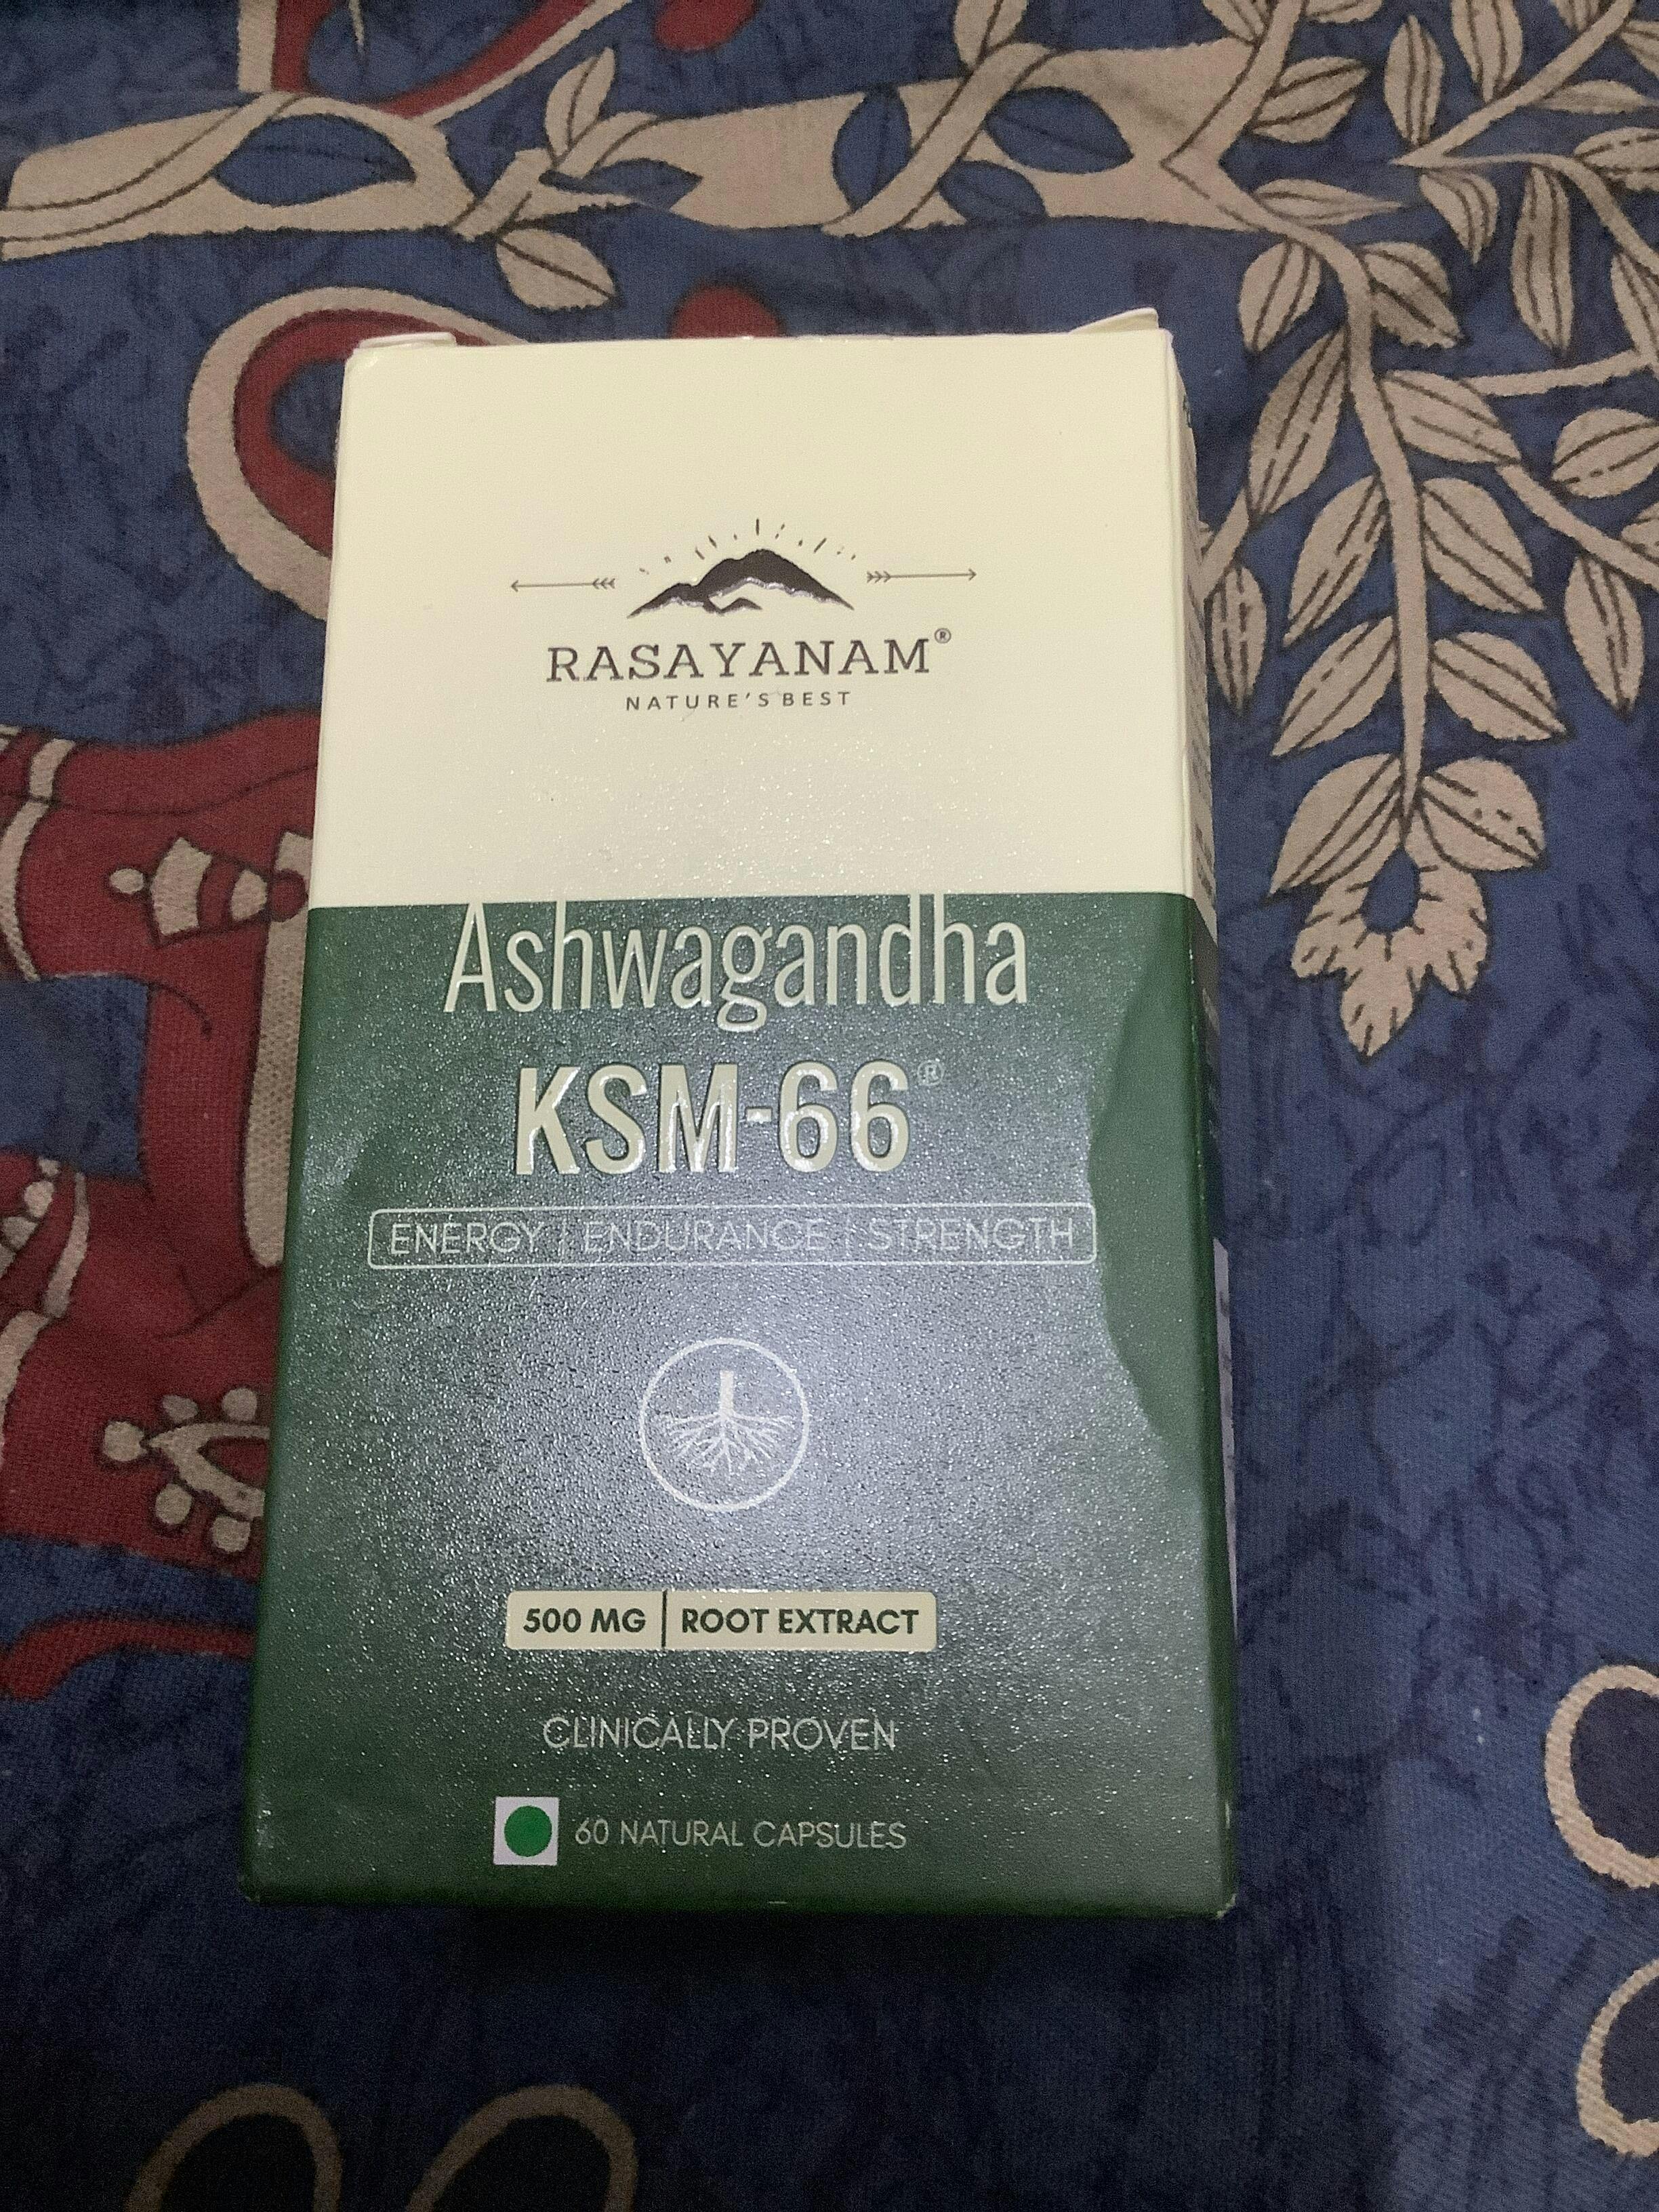 RASAYANAM®
NATURE'S BEST
Ashwagandha
KSM-66®
ENERGY | ENDURANCE | STRENGTH
500 MG | ROOT EXTRACT
CLINICALLY PROVEN
60 NATURAL CAPSULES